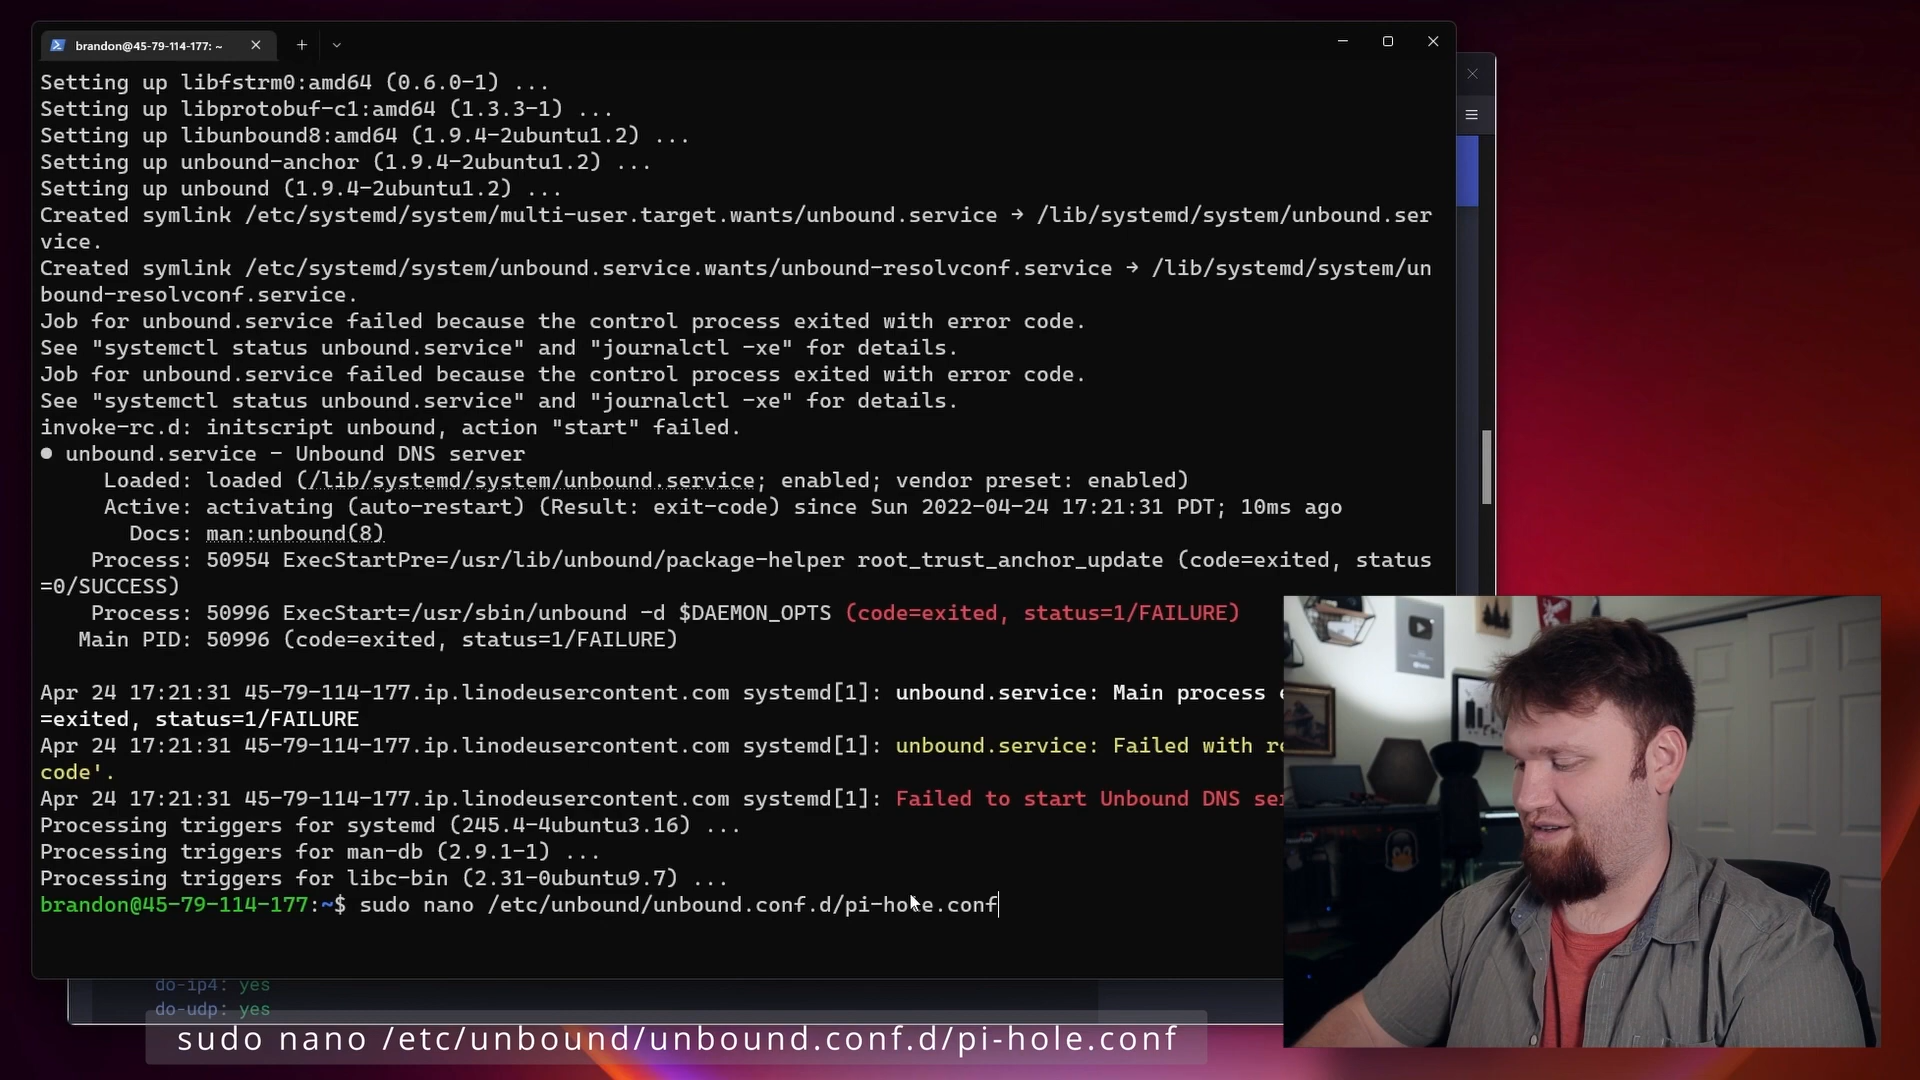 brandon@45-79-114-177: ~
Setting up libfstrm0:amd64 (0.6.0-1) ...
Setting up libprotobuf-c1:amd64 (1.3.3-1) ...
Setting up libunbound8:amd64 (1.9.4-2ubuntu1.2) ...
Setting up unbound-anchor (1.9.4-2ubuntu1.2) ...
Setting up unbound (1.9.4-2ubuntu1.2) ...
Created symlink /etc/systemd/system/multi-user.target.wants/unbound.service → /lib/systemd/system/unbound.ser
vice.
Created symlink /etc/systemd/system/unbound.service.wants/unbound-resolvconf.service → /lib/systemd/system/un
bound-resolvconf.service.
Job for unbound.service failed because the control process exited with error code.
See "systemctl status unbound.service" and "journalctl -xe" for details.
Job for unbound.service failed because the control process exited with error code.
See "systemctl status unbound.service" and "journalctl -xe" for details.
invoke-rc.d: initscript unbound, action "start" failed.
● unbound.service - Unbound DNS server
Loaded: loaded (/lib/systemd/system/unbound.service; enabled; vendor preset: enabled)
Active: activating (auto-restart) (Result: exit-code) since Sun 2022-04-24 17:21:31 PDT; 10ms ago
Docs: man:unbound(8)
Process: 50954 ExecStartPre=/usr/lib/unbound/package-helper root_trust_anchor_update (code=exited, status
=0/SUCCESS)
Process: 50996 ExecStart=/usr/sbin/unbound -d $DAEMON_OPTS (code=exited, status=1/FAILURE)
Main PID: 50996 (code=exited, status=1/FAILURE)
Apr 24 17:21:31 45-79-114-177.ip.linodeusercontent.com systemd[1]: unbound.service: Main process
=exited, status=1/FAILURE
Apr 24 17:21:31 45-79-114-177.ip.linodeusercontent.com systemd[1]: unbound.service: Failed with re
code'.
Apr 24 17:21:31 45-79-114-177.ip.linodeusercontent.com systemd[1]: Failed to start Unbound DNS ser
Processing triggers for systemd (245.4-4ubuntu3.16) ...
Processing triggers for man-db (2.9.1-1) ...
Processing triggers for libc-bin (2.31-0ubuntu9.7) ...
brandon@45-79-114-177:~$ sudo nano /etc/unbound/unbound.conf.d/pi-hole.conf
do-ip4: yes
do-udp: yes
sudo nano /etc/unbound/unbound.conf.d/pi-hole.conf